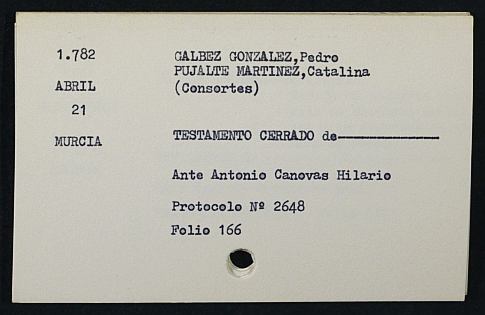 1.782
ABRIL
21
MURCIA
GALBEZ GONZALEZ,Pedro
PUJALTE MARTINEZ,Catalina
(Consortes)
TESTAMENTO CERRADO de
Ante Antonio Canovas Hilario
Protocolo Nº 2648
Folio 166